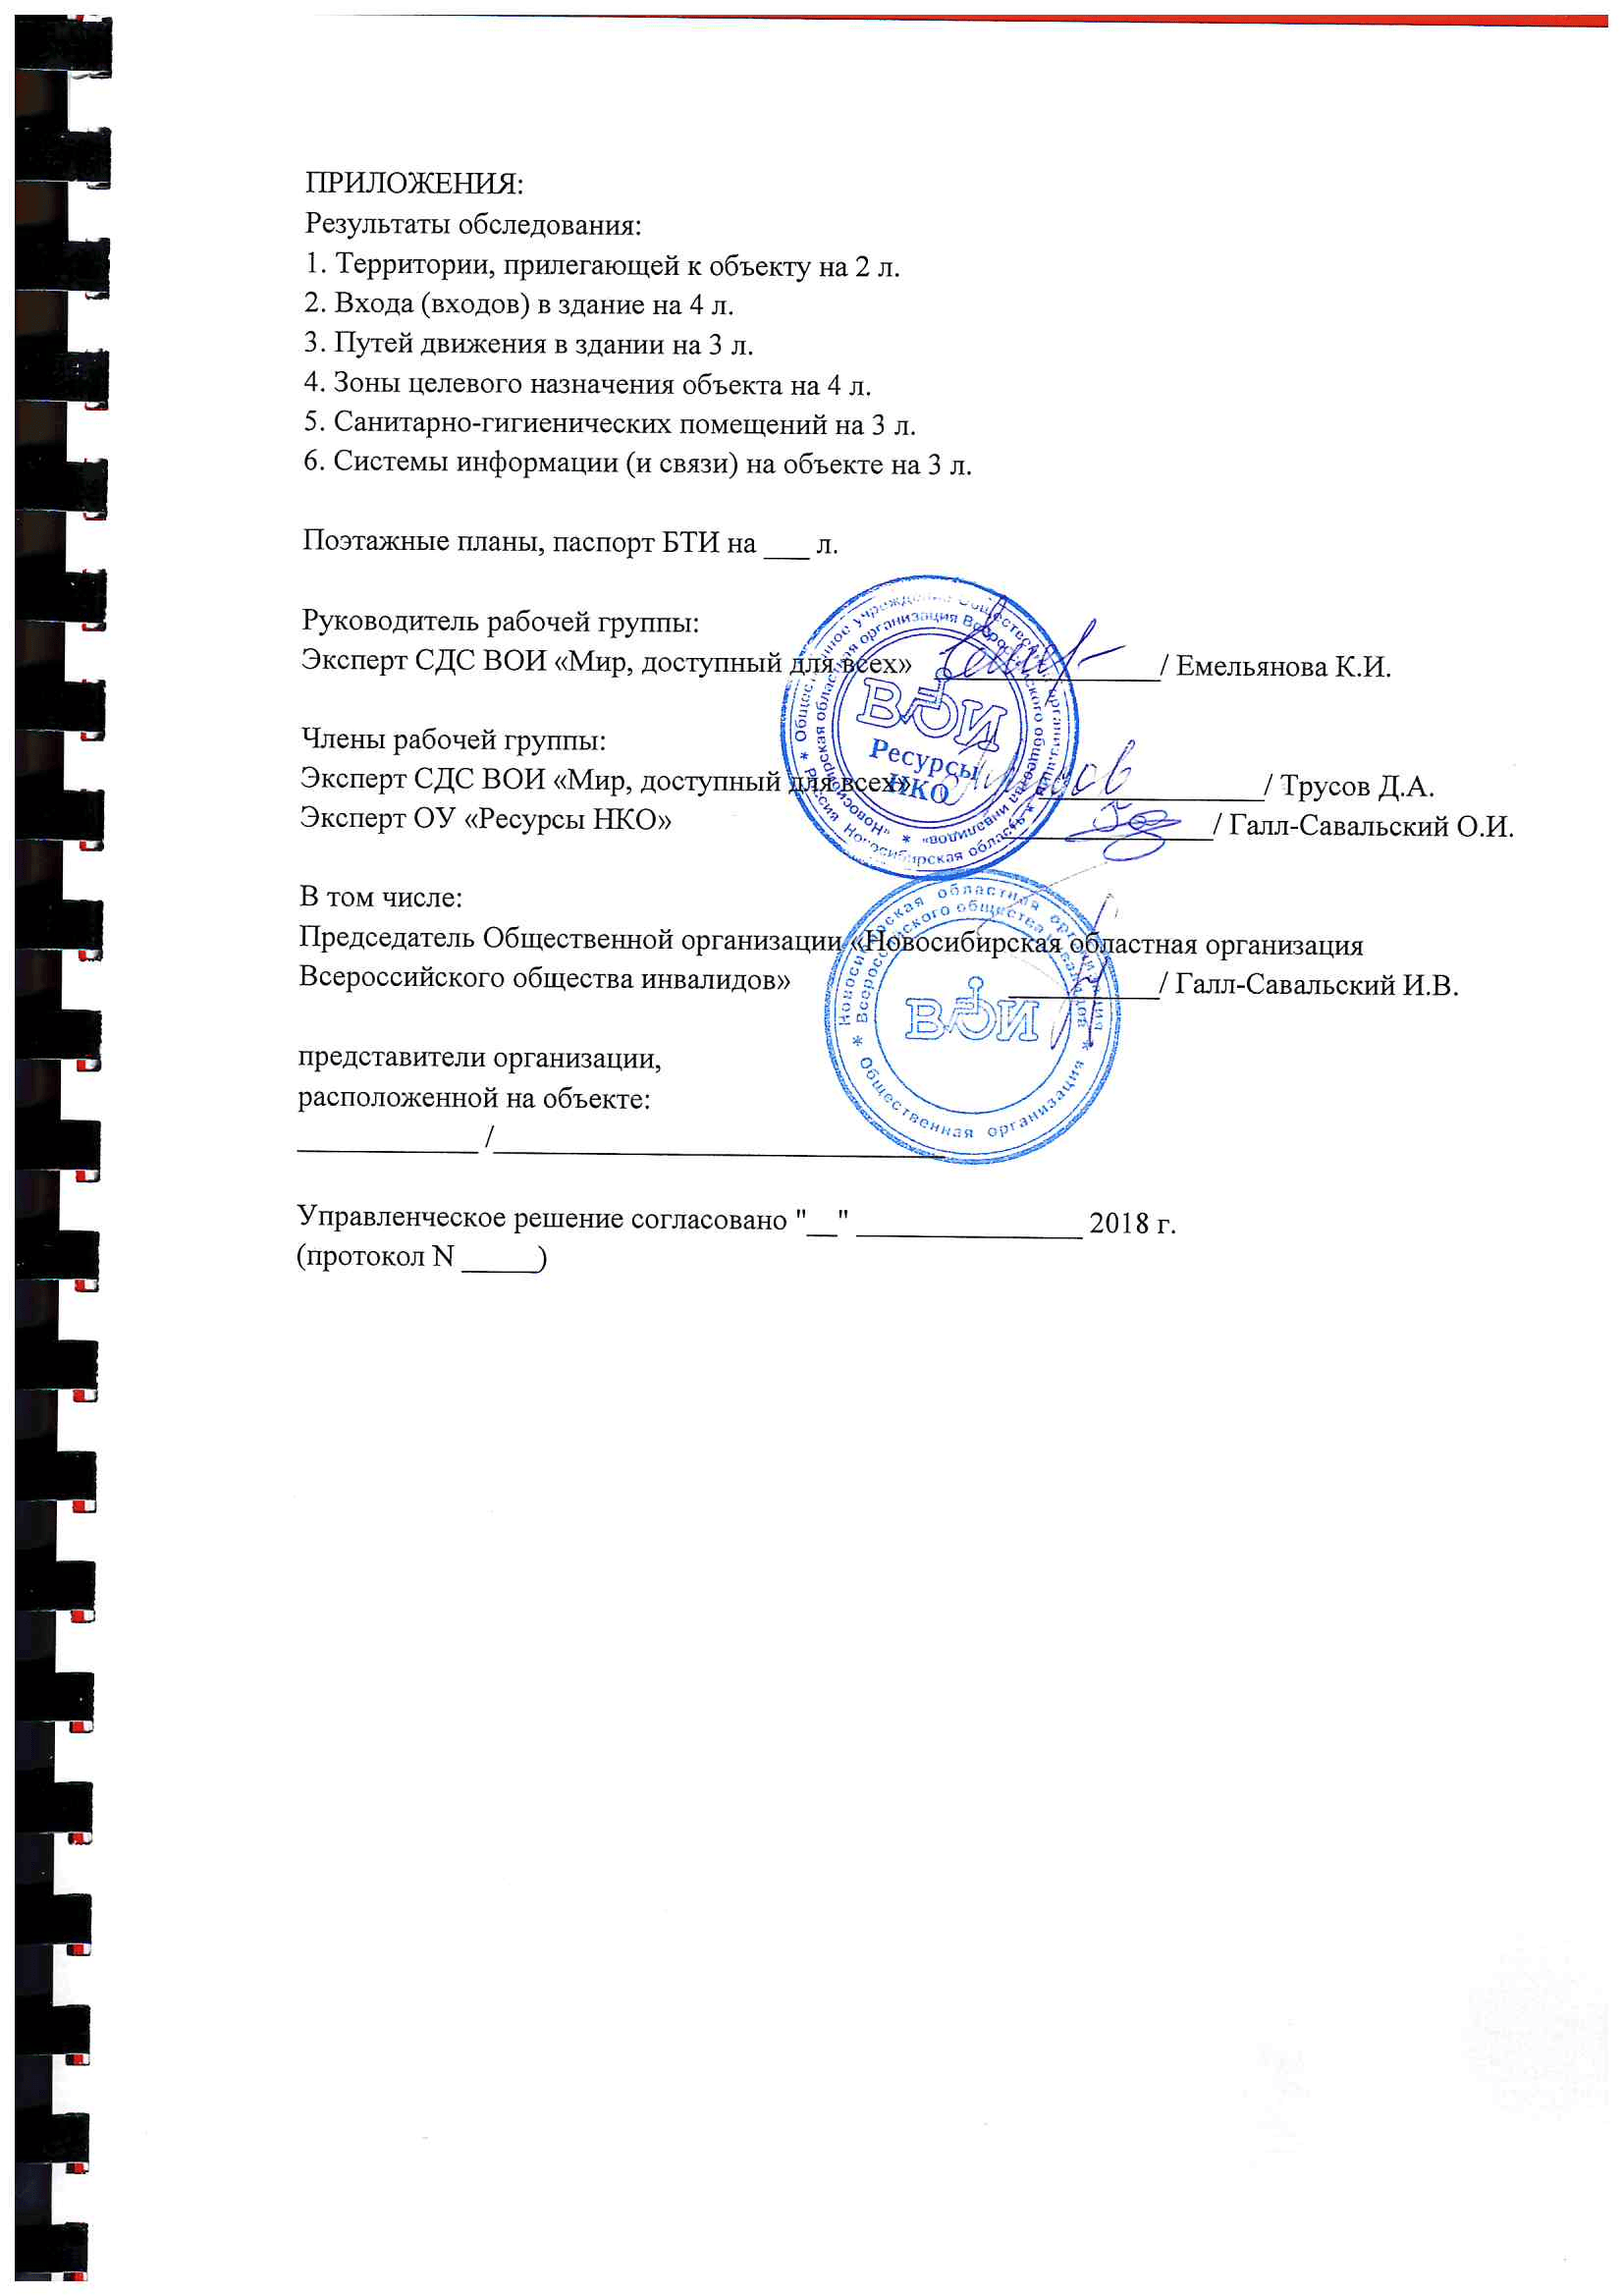 ПРИЛОЖЕНИЯ:
Результаты обследования:
1. Территории, прилегающей к объекту на 2 л.
2. Входа (входов) в здание на 4 л.
3. Путей движения в здании на 3 л.
4. Зоны целевого назначения объекта на 4 л.
5. Санитарно-гигиенических помещений на 3 л.
6. Системы информации (и связи) на объекте на 3 л.
Поэтажные планы, паспорт БТИ на ___ л.
Руководитель рабочей группы:
Эксперт СДС ВОИ «Мир, доступный для всех» _______________/ Емельянова К.И.
Члены рабочей группы:
Эксперт СДС ВОИ «Мир, доступный для всех» _______________/ Трусов Д.А.
Эксперт ОУ «Ресурсы НКО» _______________/ Галл-Савальский О.И.
В том числе:
Председатель Общественной организации «Новосибирская областная организация
Всероссийского общества инвалидов» __________/ Галл-Савальский И.В.
представители организации,
расположенной на объекте:
____________ /______________________________
Управленческое решение согласовано "__" _______________ 2018 г.
(протокол N _____)
ВОИ
Ресурсы
НКО
Общественное учреждение Общественной организации
«Новосибирская областная организация Всероссийского общества инвалидов»
Россия Новосибирская область
ВОИ
Новосибирская областная организация
Всероссийского общества инвалидов
Общественная организация